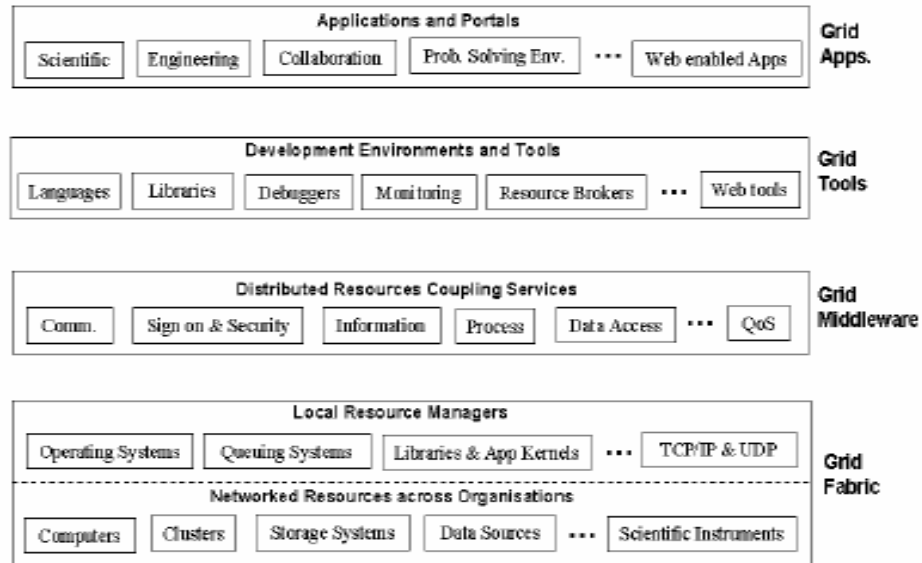 Applications and Portals
Scientific Engineering Collaboration Prob. Solving Env. ... Web enabled Apps
Grid
Apps.
Development Environments and Tools
Languages Libraries Debuggers Monitoring Resource Brokers ... Web tools
Grid
Tools
Distributed Resources Coupling Services
Comm. Sign on & Security Information Process Data Access ... QoS
Grid
Middleware
Local Resource Managers
Operating Systems Queuing Systems Libraries & App Kernels ... TCP/IP & UDP
Networked Resources across Organisations
Computers Clusters Storage Systems Data Sources ... Scientific Instruments
Grid
Fabric